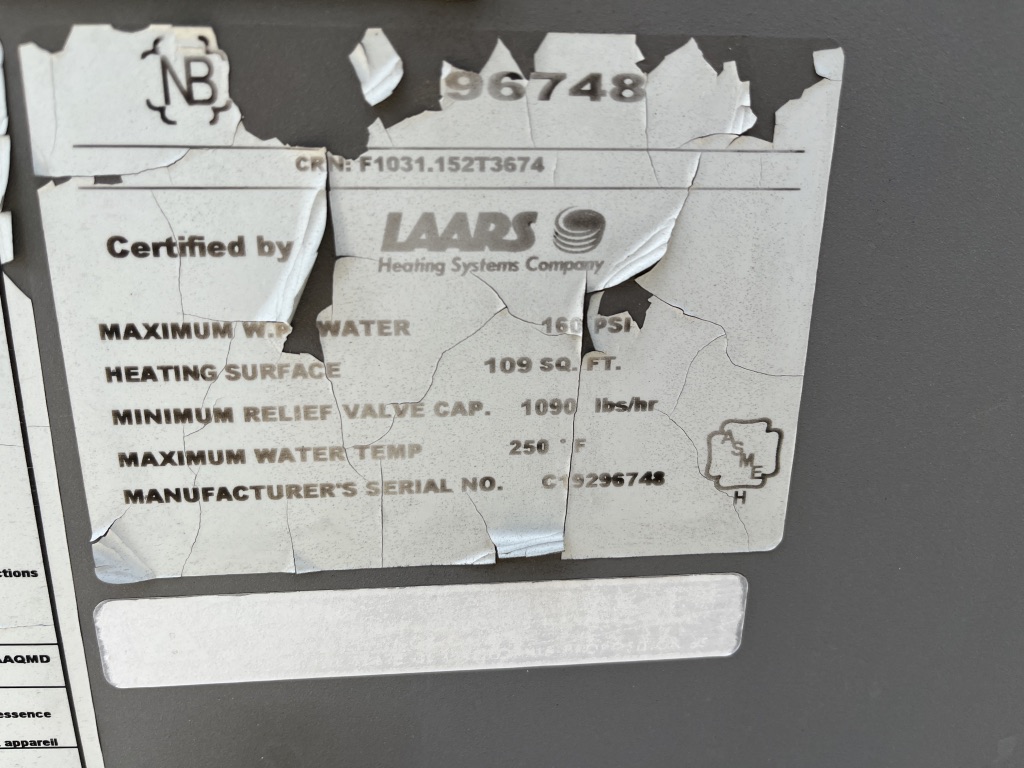 NB 96748
CRN: F1031.152T3674
Certified by LAARS
Heating Systems Company
MAXIMUM W.P. WATER 160 PSI
HEATING SURFACE 109 SQ. FT.
MINIMUM RELIEF VALVE CAP. 1090 lbs/hr
MAXIMUM WATER TEMP 250 °F
MANUFACTURER'S SERIAL NO. C19296748
ASME
H
ctions
AAQMD
essence
appareil